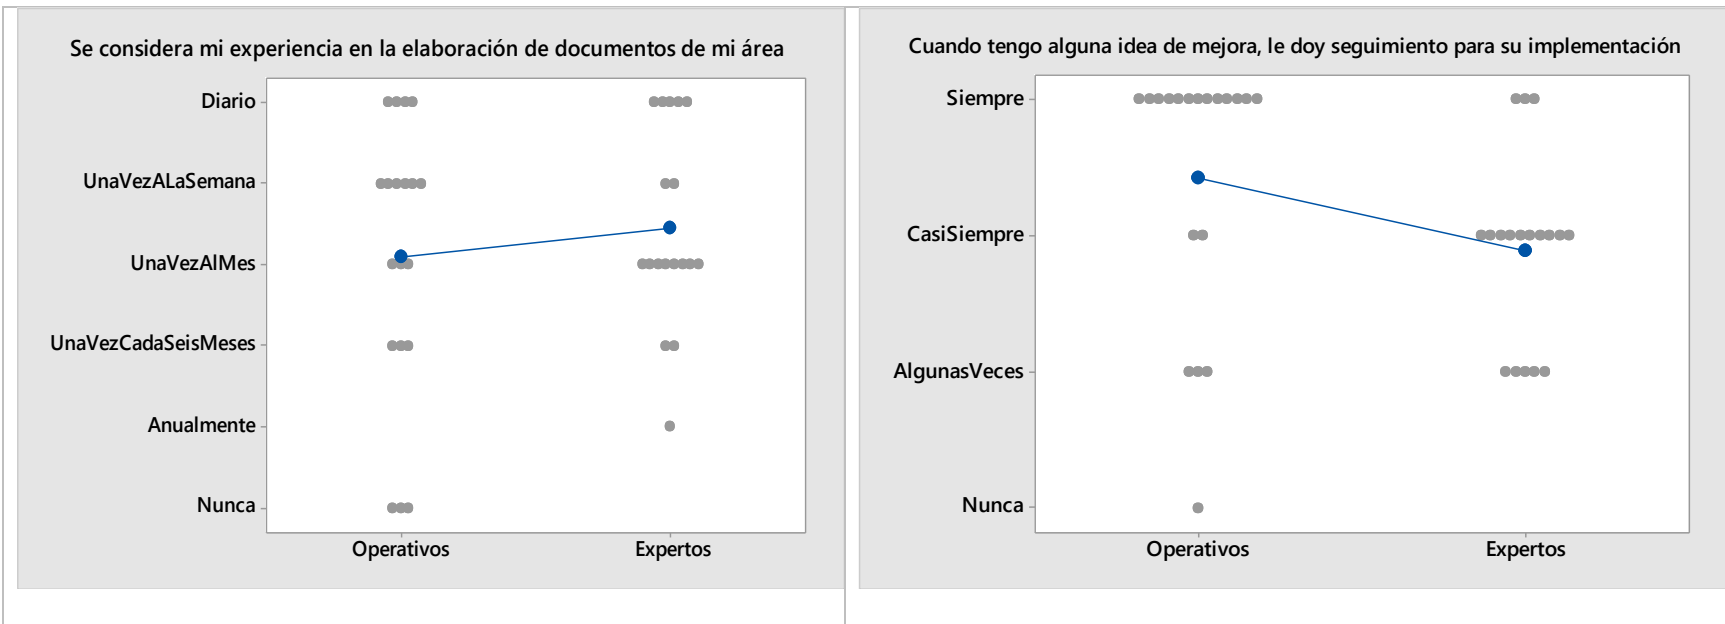 Se considera mi experiencia en la elaboración de documentos de mi área
Diario
UnaVezALaSemana
UnaVezAlMes
UnaVezCadaSeisMeses
Anualmente
Nunca
Operativos
Expertos
Cuando tengo alguna idea de mejora, le doy seguimiento para su implementación
Siempre
CasiSiempre
AlgunasVeces
Nunca
Operativos
Expertos